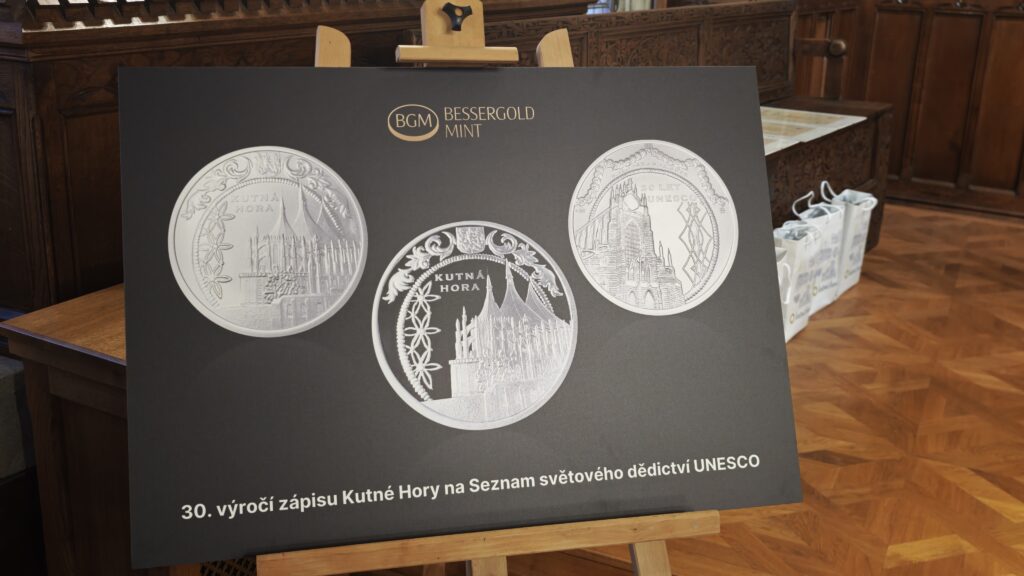 BGM
BESSERGOLD
MINT
KUTNÁ
HORA
30 LET
UNESCO
KUTNÁ
HORA
30. výročí zápisu Kutné Hory na Seznam světového dědictví UNESCO